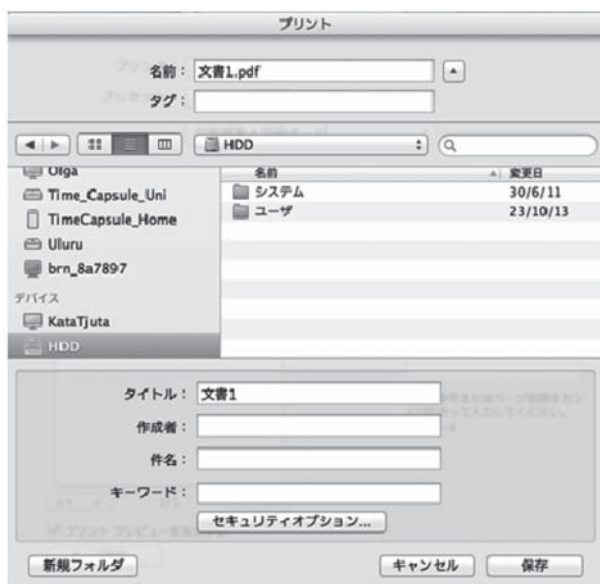 プリント
名前： 文書1.pdf
タグ：
HDD
Olga
Time_Capsule_Uni
TimeCapsule_Home
Uluru
brn_8a7897
デバイス
KataTjuta
HDD
名前 変更日
システム 30/6/11
ユーザ 23/10/13
タイトル： 文書1
作成者：
件名：
キーワード：
セキュリティオプション...
新規フォルダ キャンセル 保存